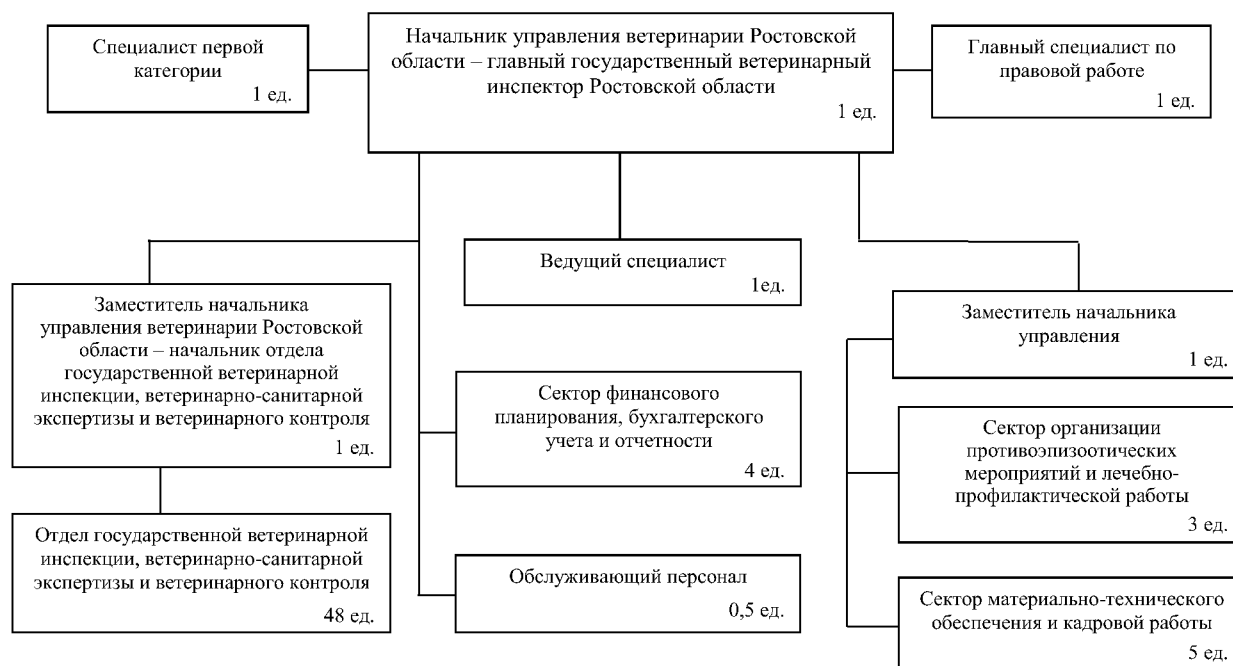 Специалист первой
категории
1 ед.
Начальник управления ветеринарии Ростовской
области – главный государственный ветеринарный
инспектор Ростовской области
1 ед.
Главный специалист по
правовой работе
1 ед.
Ведущий специалист
1ед.
Заместитель начальника
управления ветеринарии Ростовской
области – начальник отдела
государственной ветеринарной
инспекции, ветеринарно-санитарной
экспертизы и ветеринарного контроля
1 ед.
Заместитель начальника
управления
1 ед.
Сектор финансового
планирования, бухгалтерского
учета и отчетности
4 ед.
Сектор организации
противоэпизоотических
мероприятий и лечебно-
профилактической работы
3 ед.
Отдел государственной ветеринарной
инспекции, ветеринарно-санитарной
экспертизы и ветеринарного контроля
48 ед.
Обслуживающий персонал
0,5 ед.
Сектор материально-технического
обеспечения и кадровой работы
5 ед.